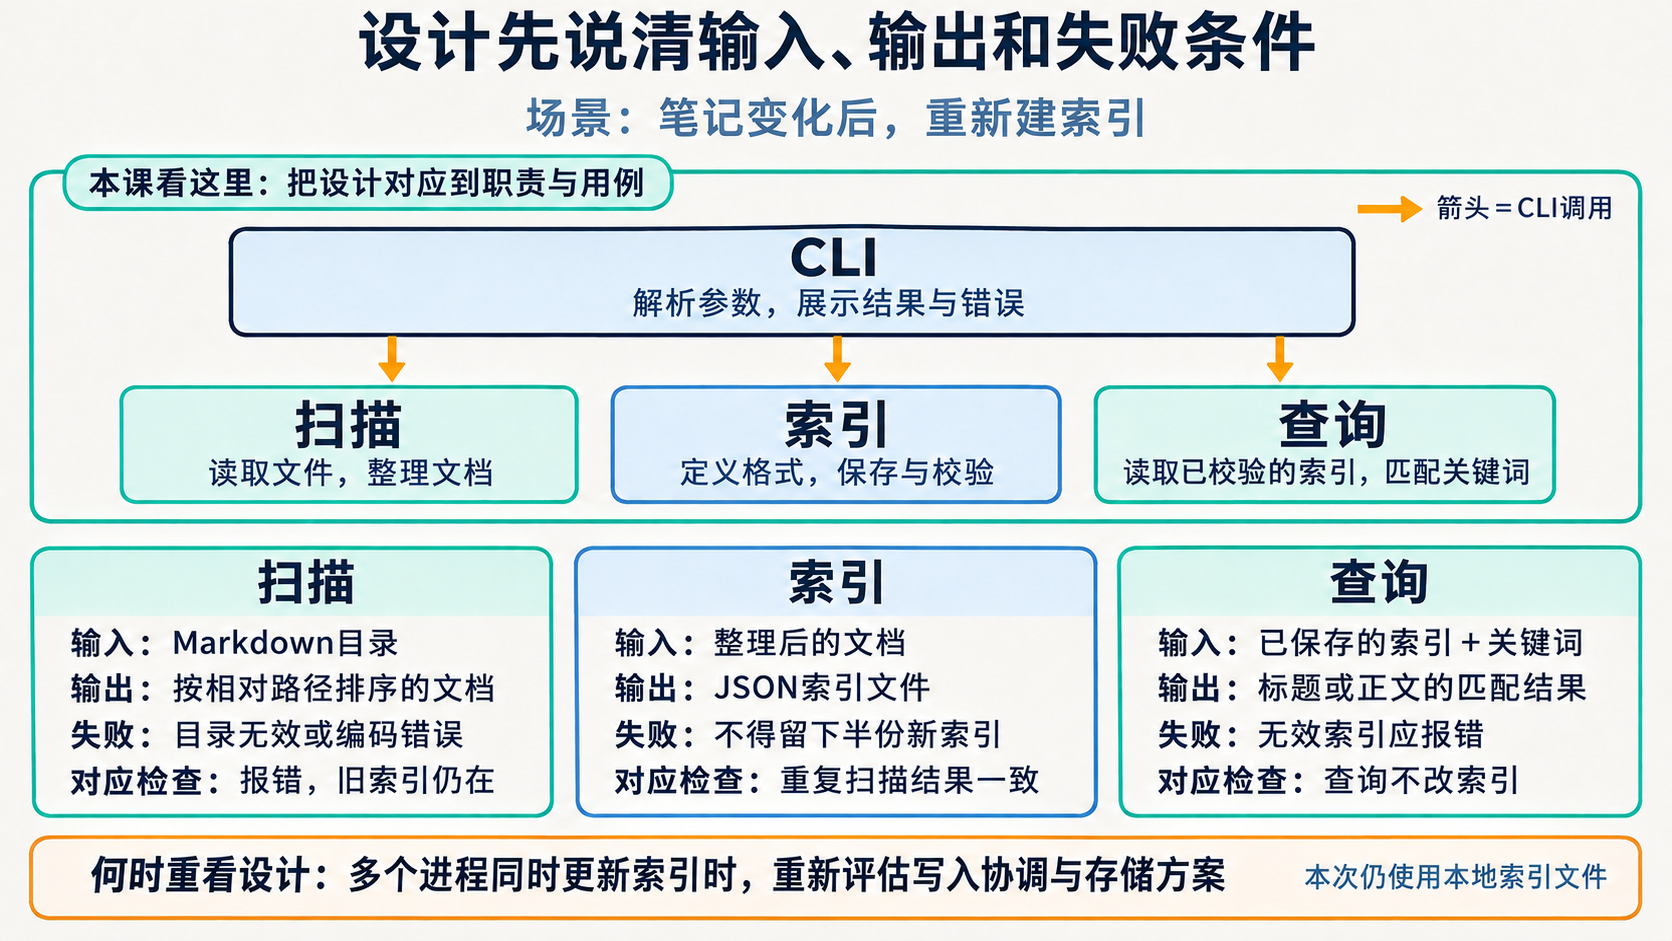 设计先说清输入、输出和失败条件
场景：笔记变化后，重新建索引
本课看这里：把设计对应到职责与用例
箭头＝CLI调用
CLI
解析参数，展示结果与错误
扫描
读取文件，整理文档
索引
定义格式，保存与校验
查询
读取已校验的索引，匹配关键词
扫描
输入：Markdown目录
输出：按相对路径排序的文档
失败：目录无效或编码错误
对应检查：报错，旧索引仍在
索引
输入：整理后的文档
输出：JSON索引文件
失败：不得留下半份新索引
对应检查：重复扫描结果一致
查询
输入：已保存的索引＋关键词
输出：标题或正文的匹配结果
失败：无效索引应报错
对应检查：查询不改索引
何时重看设计：多个进程同时更新索引时，重新评估写入协调与存储方案
本次仍使用本地索引文件